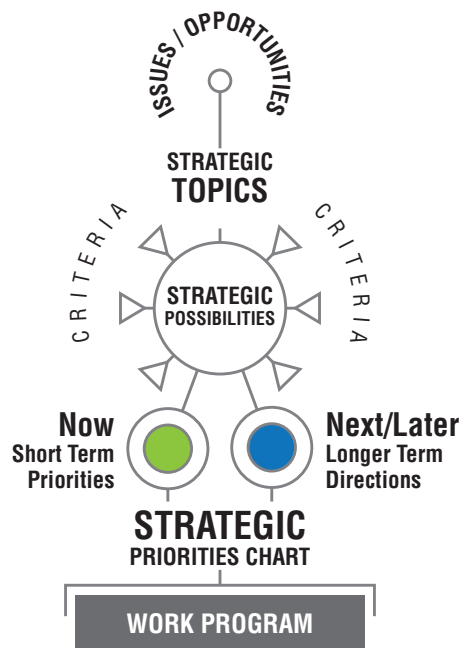 ISSUES / OPPORTUNITIES
STRATEGIC
TOPICS
CRITERIA
CRITERIA
STRATEGIC
POSSIBILITIES
Now
Short Term
Priorities
Next/Later
Longer Term
Directions
STRATEGIC
PRIORITIES CHART
WORK PROGRAM